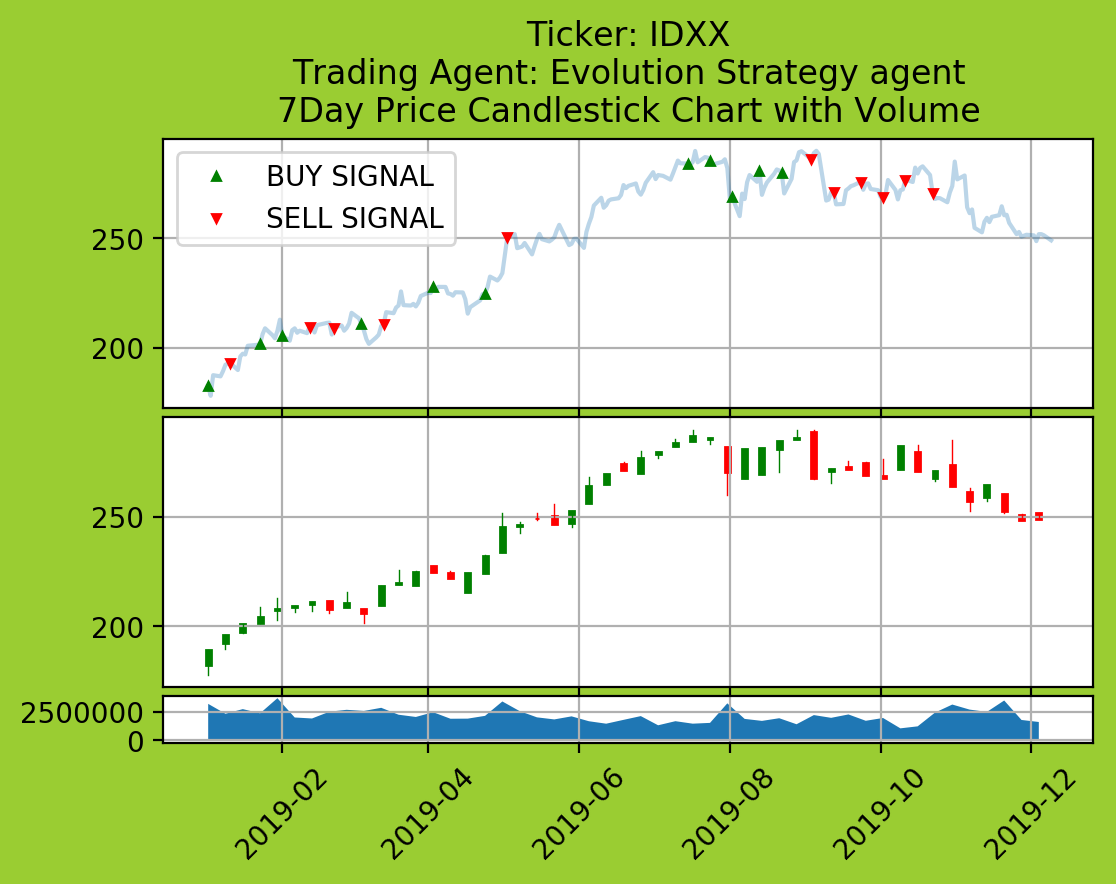 Ticker: IDXX
Trading Agent: Evolution Strategy agent
7Day Price Candlestick Chart with Volume
BUY SIGNAL
SELL SIGNAL
250
200
250
200
2500000
0
2019-02
2019-04
2019-06
2019-08
2019-10
2019-12